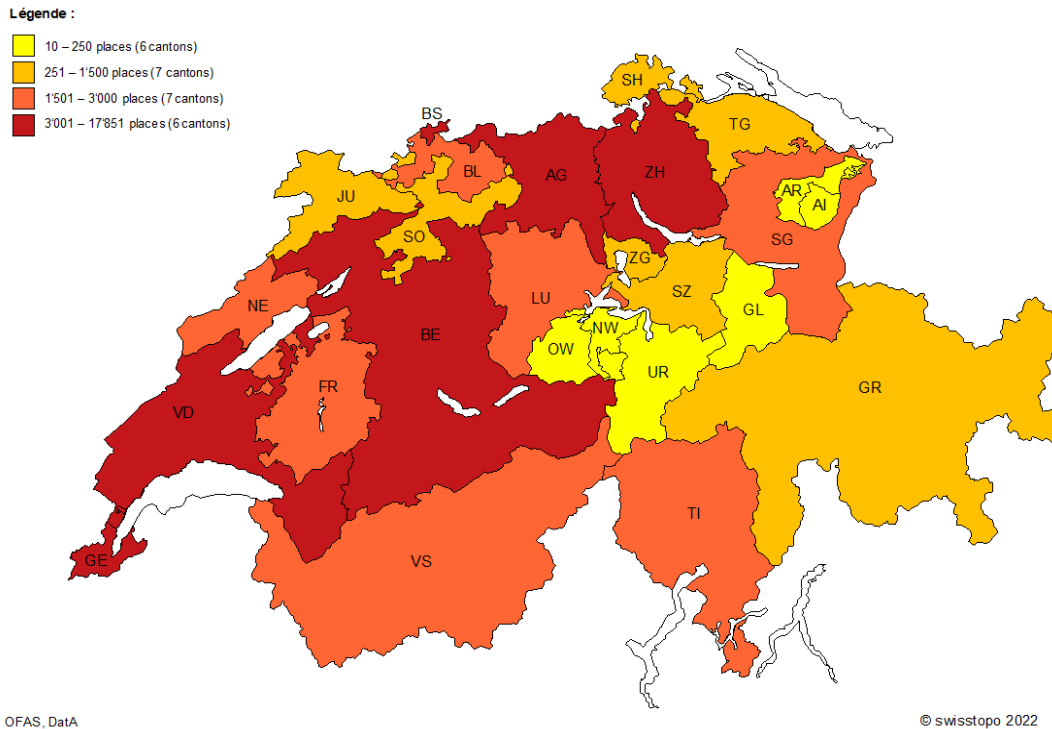 Légende :
10 – 250 places (6 cantons)
251 – 1'500 places (7 cantons)
1'501 – 3'000 places (7 cantons)
3'001 – 17'851 places (6 cantons)
SH
BS
TG
BL
AG
ZH
JU
AR
AI
SO
SG
ZG
SZ
NE
LU
GL
BE
NW
OW
UR
FR
GR
VD
TI
GE
VS
OFAS, DatA
© swisstopo 2022